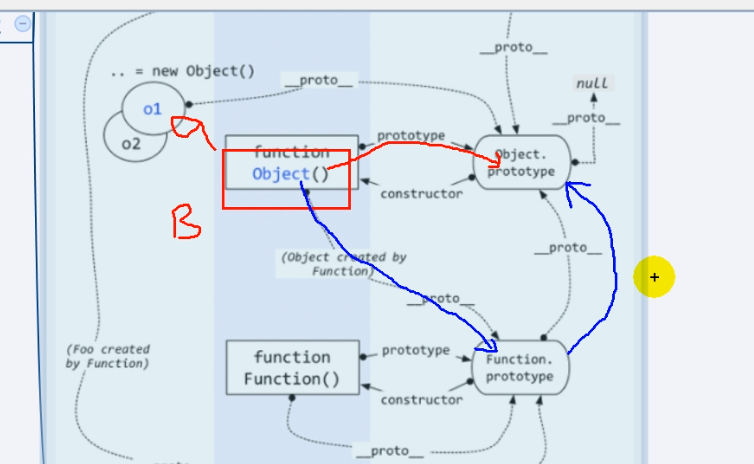 __proto__
.. = new Object()
__proto__
null
o1
__proto__
prototype
o2
function
Object()
Object.
prototype
constructor
B
__proto__
(Object created by
Function)
__proto__
(Foo created
by Function)
function
Function()
prototype
Function.
prototype
constructor
__proto__